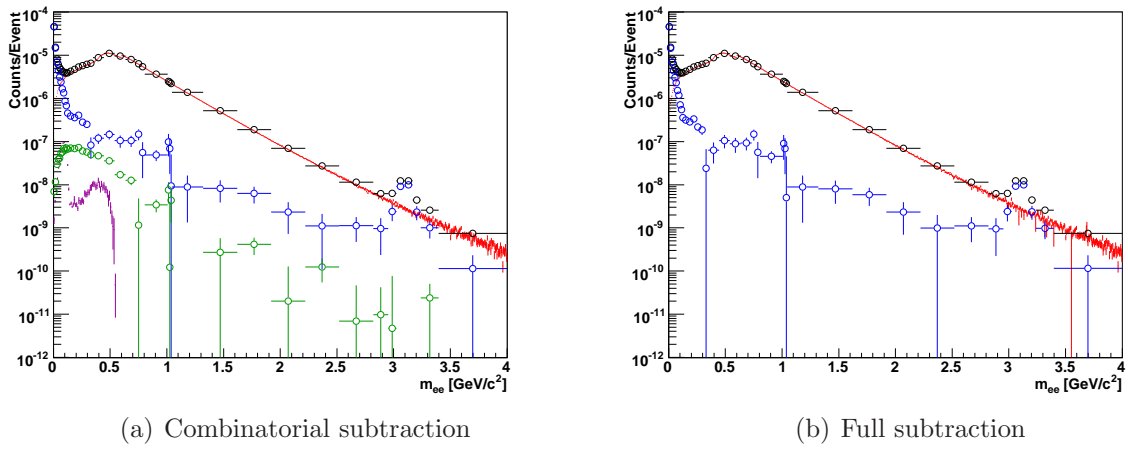 Counts/Event
10^-4
10^-5
10^-6
10^-7
10^-8
10^-9
10^-10
10^-11
10^-12
0 0.5 1 1.5 2 2.5 3 3.5 4
m_ee [GeV/c^2]
(a) Combinatorial subtraction
Counts/Event
10^-4
10^-5
10^-6
10^-7
10^-8
10^-9
10^-10
10^-11
10^-12
0 0.5 1 1.5 2 2.5 3 3.5 4
m_ee [GeV/c^2]
(b) Full subtraction